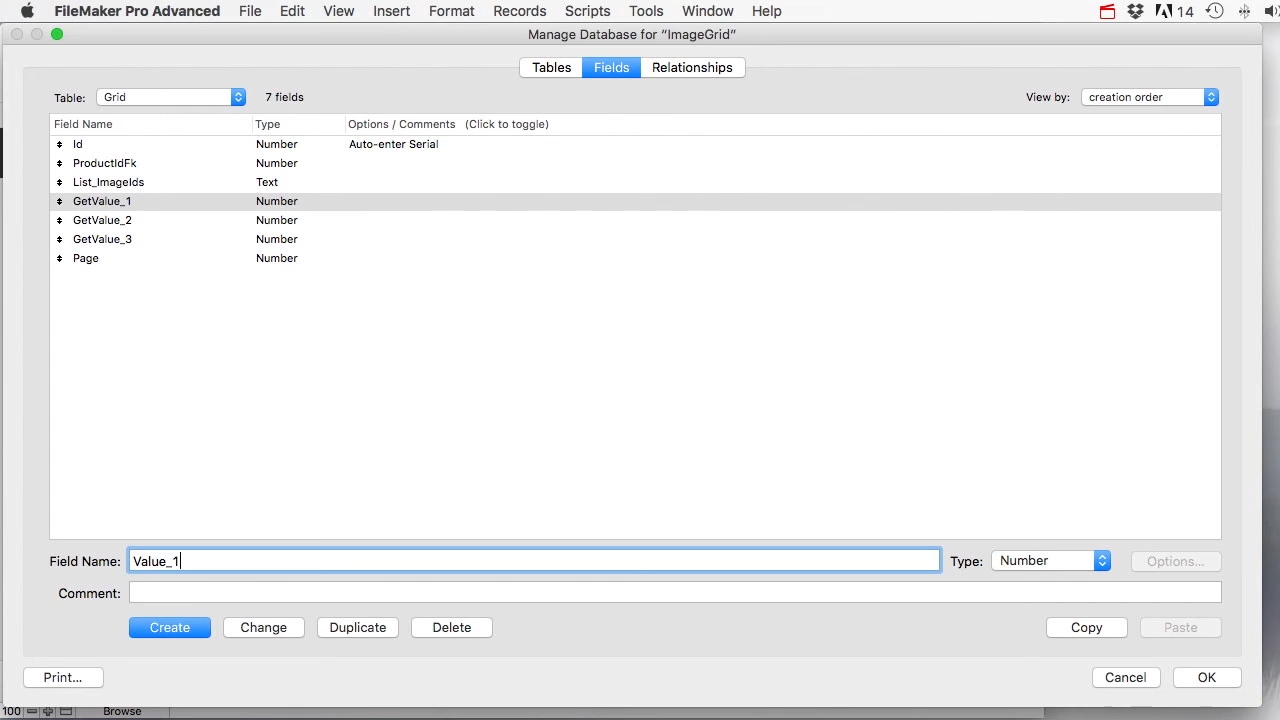 FileMaker Pro Advanced File Edit View Insert Format Records Scripts Tools Window Help 14
Manage Database for “ImageGrid”
Tables Fields Relationships
Table: Grid 7 fields View by: creation order
Field Name Type Options / Comments (Click to toggle)
Id Number Auto-enter Serial
ProductIdFk Number
List_ImageIds Text
GetValue_1 Number
GetValue_2 Number
GetValue_3 Number
Page Number
Field Name: Value_1 Type: Number Options...
Comment:
Create Change Duplicate Delete Copy Paste
Print... Cancel OK
100 Browse